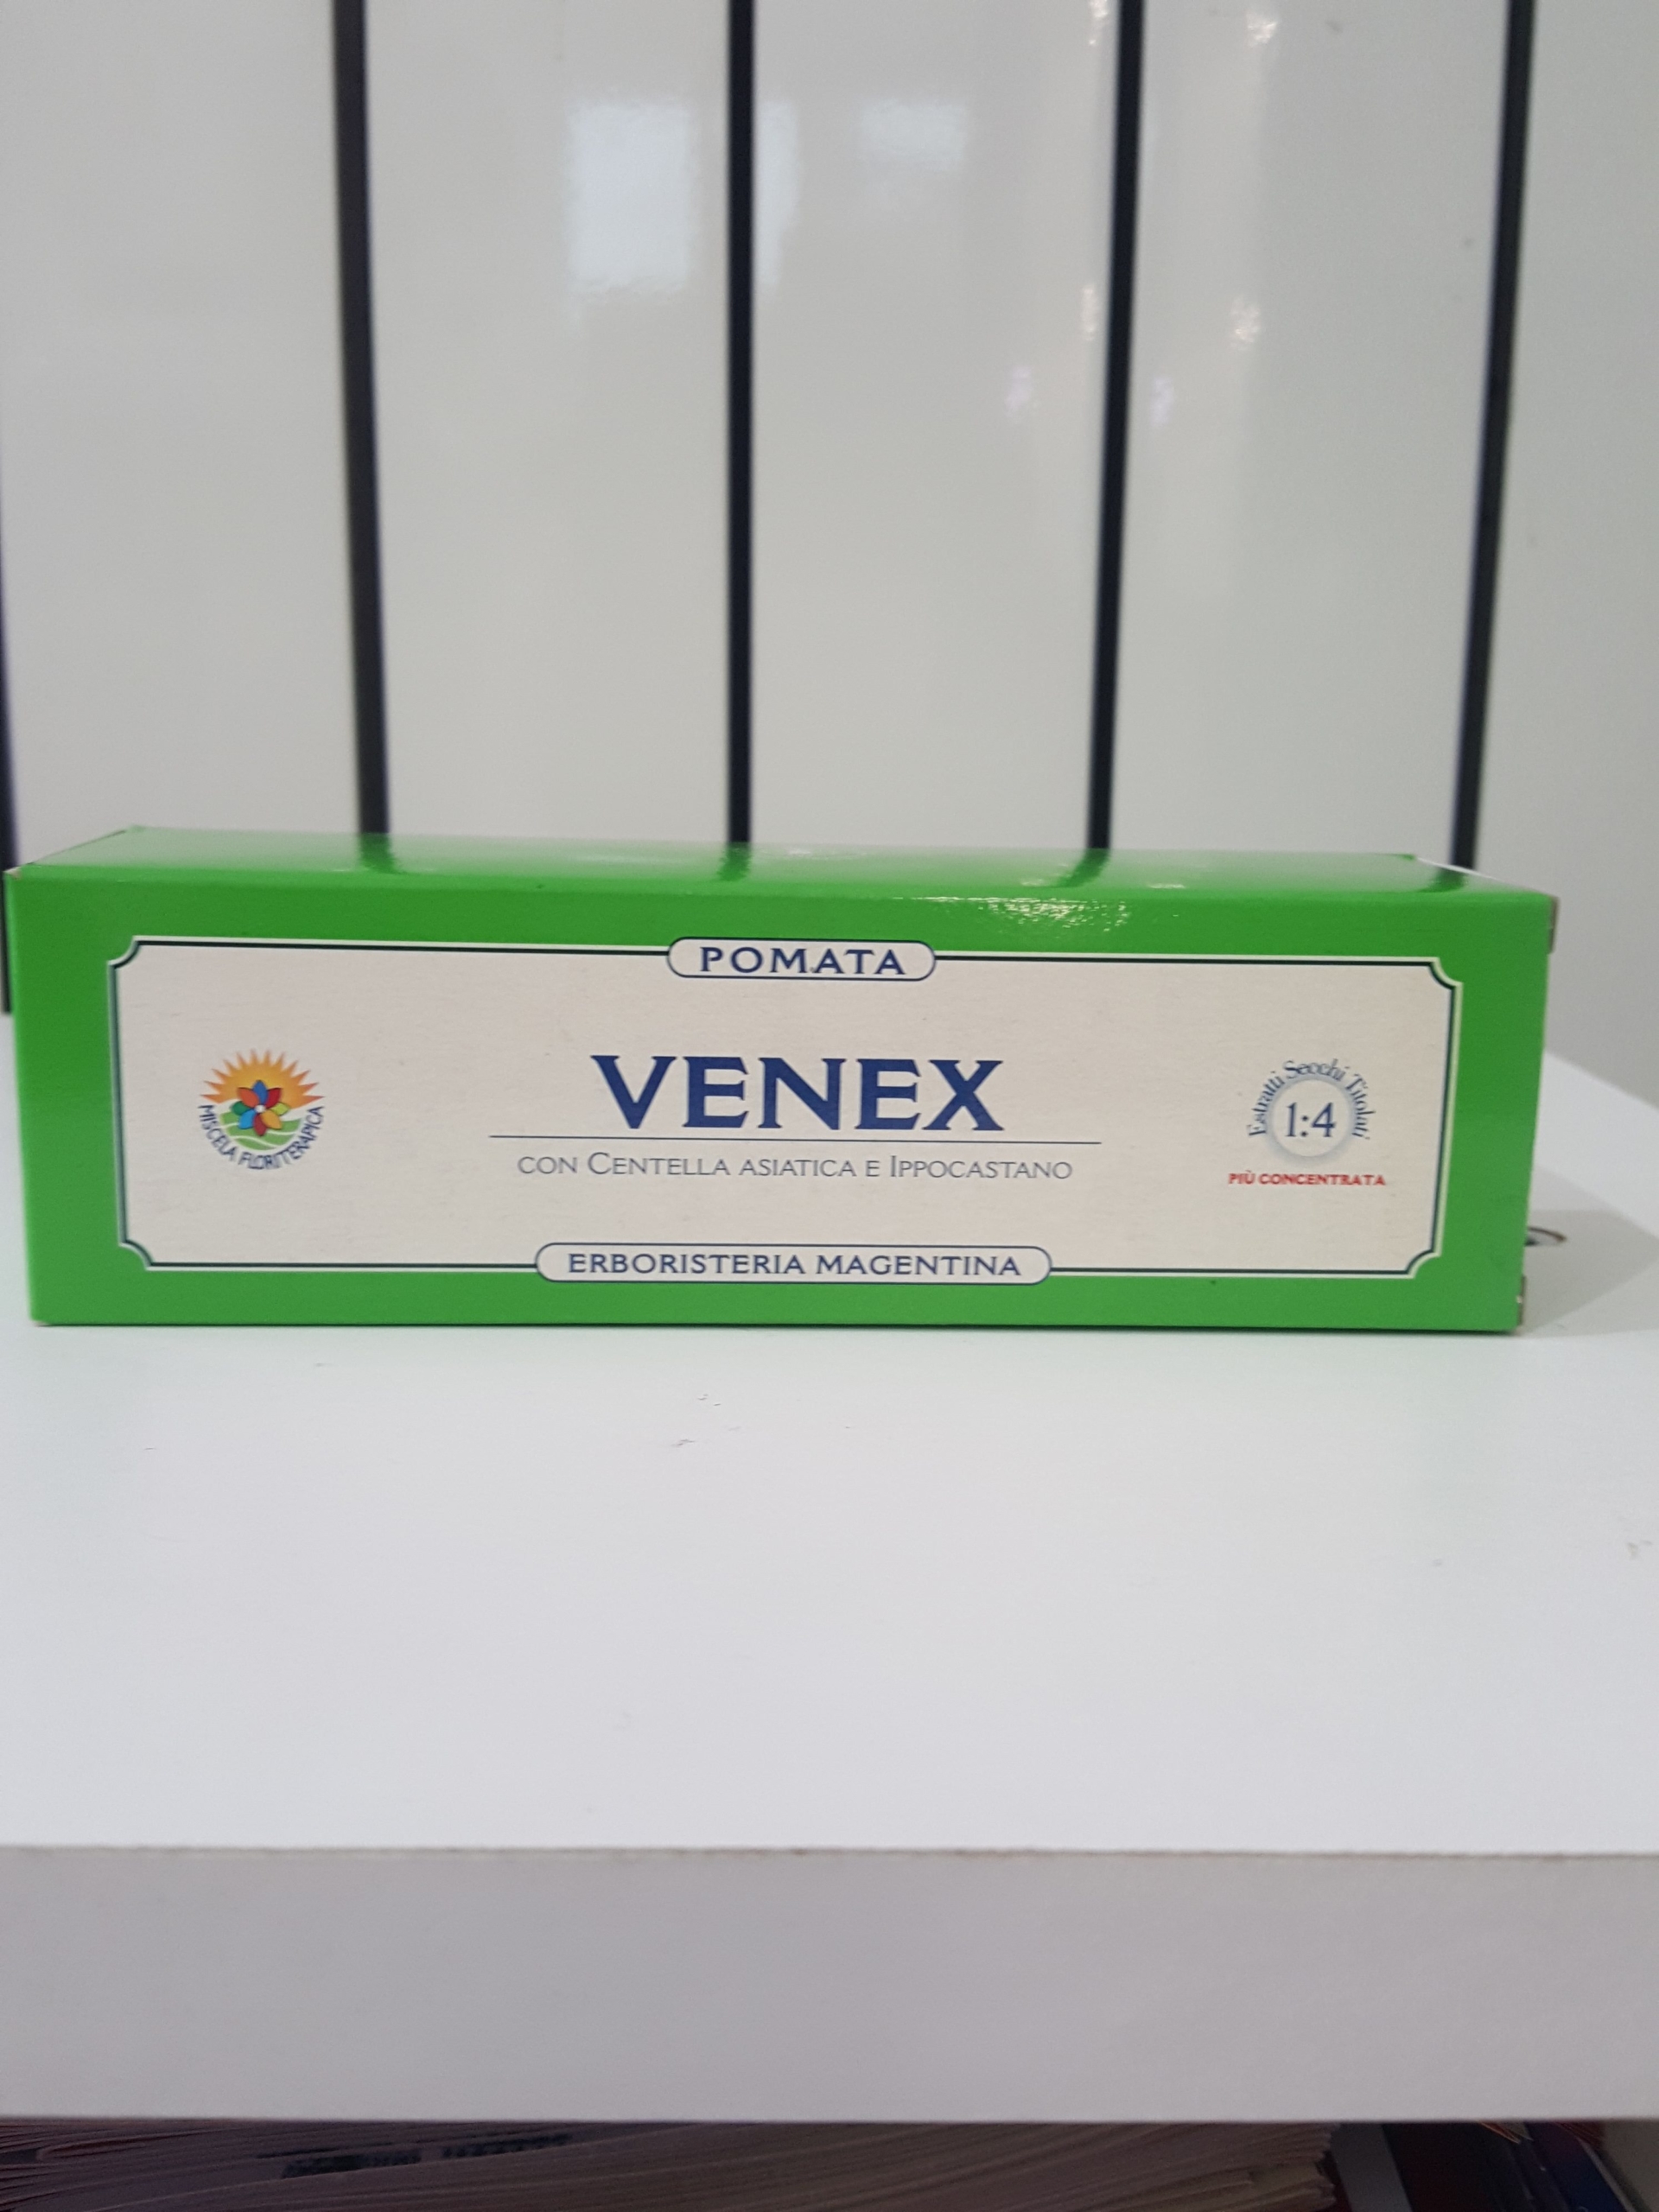 POMATA
MISCELA FLORITERAPICA
VENEX
CON CENTELLA ASIATICA E IPPOCASTANO
Estratti Secchi Titolati
1:4
PIÙ CONCENTRATA
ERBORISTERIA MAGENTINA